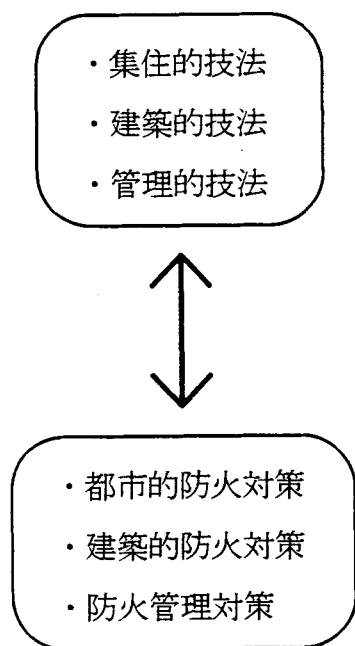 ・集住的技法
・建築的技法
・管理的技法
・都市的防火対策
・建築的防火対策
・防火管理対策